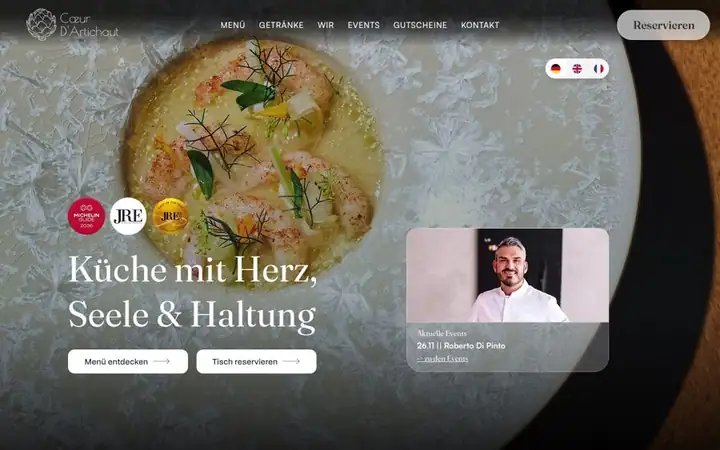 Cœur
D'Artichaut
MENÜ GETRÄNKE WIR EVENTS GUTSCHEINE KONTAKT
Reservieren
MICHELIN
GUIDE
2026
JRE
JRE
Küche mit Herz,
Seele & Haltung
Menü entdecken
Tisch reservieren
Aktuelle Events
26.11 || Roberto Di Pinto
zu den Events